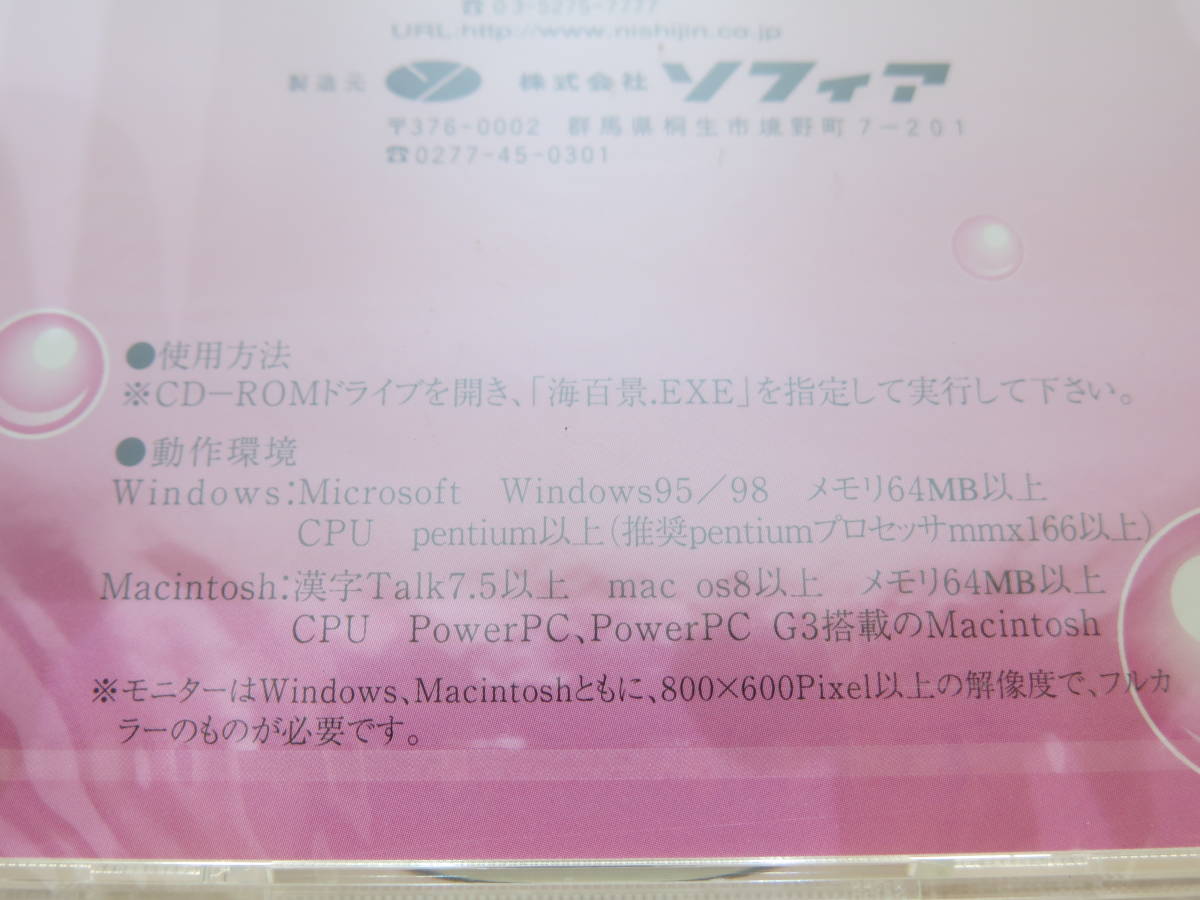 ☎03-5275-7777
URL:http://www.nishijin.co.jp
製造元 株式会社 ソフィア
〒376-0002 群馬県桐生市境野町7-201
☎0277-45-0301
●使用方法
※CD-ROMドライブを開き、「海百景.EXE」を指定して実行して下さい。
●動作環境
Windows:Microsoft Windows95/98 メモリ64MB以上
CPU pentium以上(推奨pentiumプロセッサmmx166以上)
Macintosh:漢字Talk7.5以上 mac os8以上 メモリ64MB以上
CPU PowerPC、PowerPC G3搭載のMacintosh
※モニターはWindows、Macintoshともに、800×600Pixel以上の解像度で、フルカ
ラーのものが必要です。